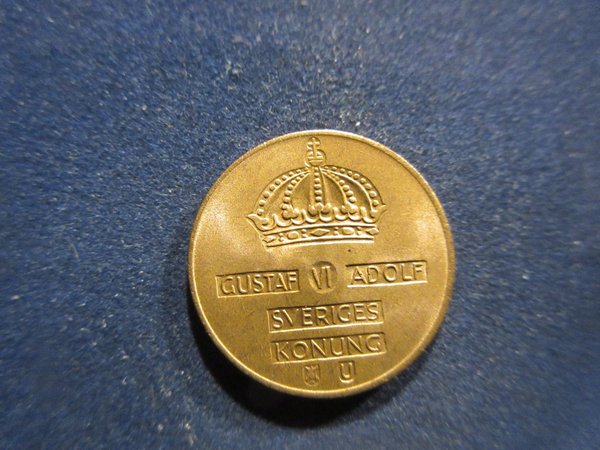 GUSTAF VI ADOLF
SVERIGES
KONUNG
U